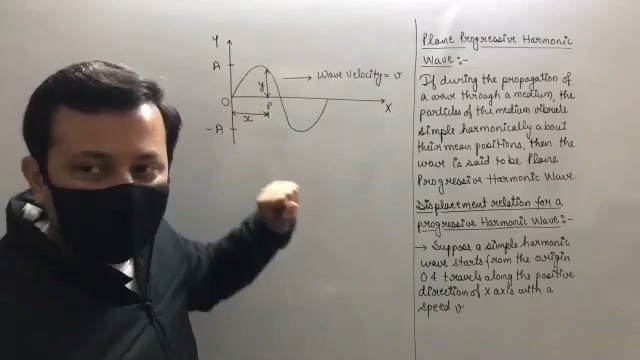 Y
A
y
→ Wave velocity = v
O
P
X
x
-A
Plane Progressive Harmonic
Wave:-
If during the propagation of
a wave through a medium, the
particles of the medium vibrate
simple harmonically about
their mean positions, then the
wave is said to be Plane
Progressive Harmonic Wave.
Displacement relation for a
progressive Harmonic Wave:-
→ Suppose a simple harmonic
wave starts from the origin
O & travels along the positive
direction of X axis with a
speed v